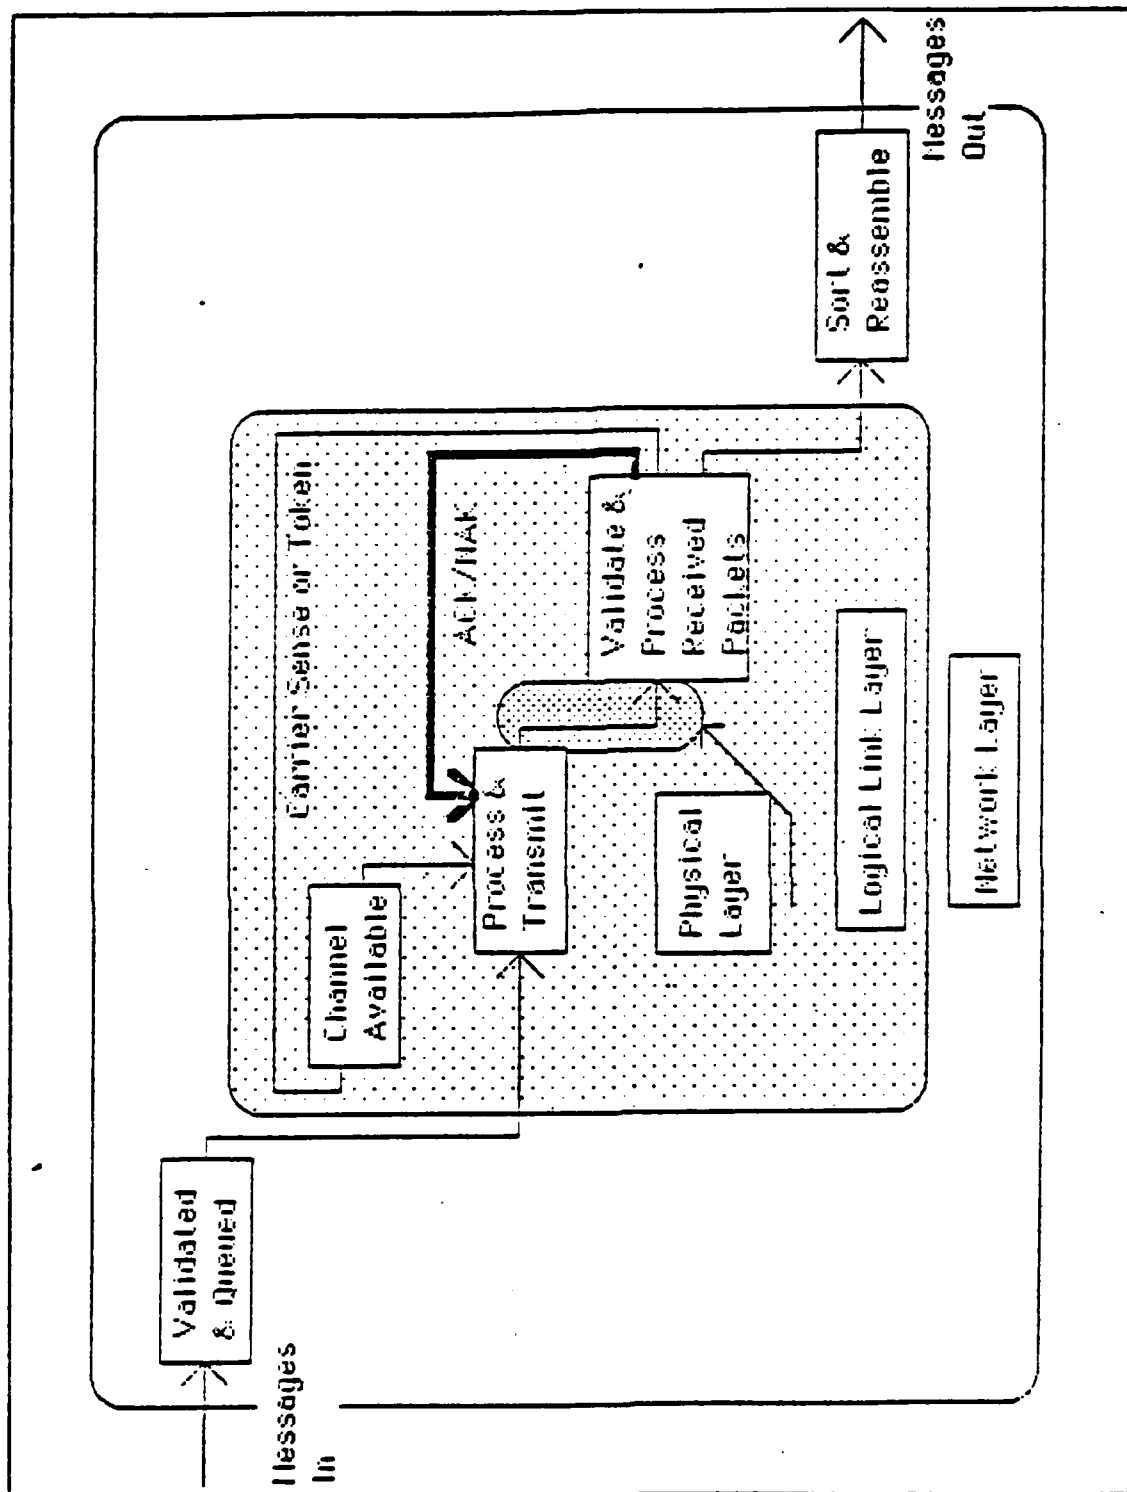 Messages
In
Validated
& Queued
Carrier Sense or Token
Channel
Available
ACK/NAK
Process &
Transmit
Validate &
Process
Received
Packets
Physical
Layer
Logical Link Layer
Network Layer
Sort &
Reassemble
Messages
Out